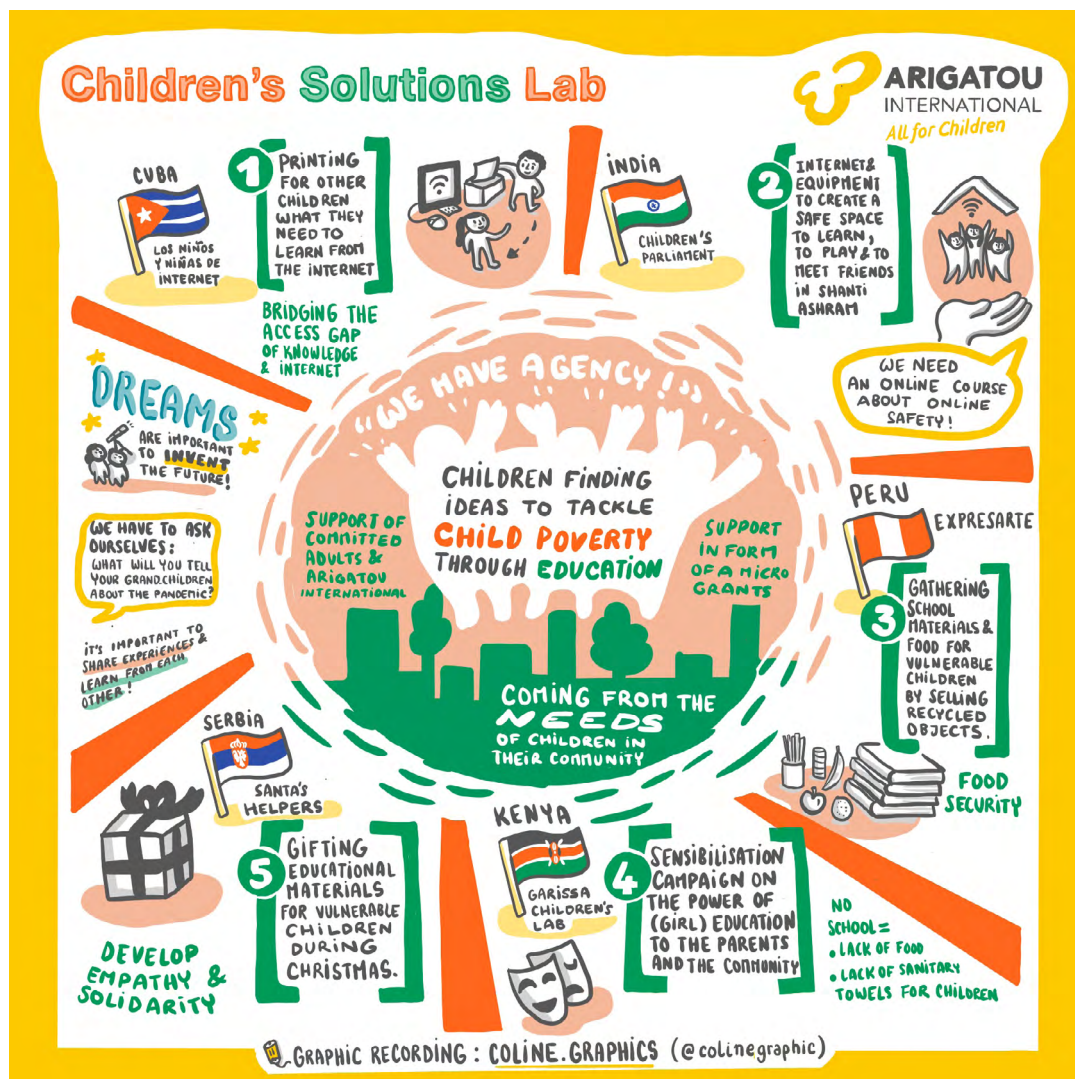 Children's Solutions Lab
ARIGATOU
INTERNATIONAL
All for Children
CUBA
LOS NIÑOS
Y NIÑAS DE
INTERNET
1
PRINTING
FOR OTHER
CHILDREN
WHAT THEY
NEED TO
LEARN FROM
THE INTERNET
BRIDGING THE
ACCESS GAP
OF KNOWLEDGE
& INTERNET
INDIA
CHILDREN'S
PARLIAMENT
2
INTERNET&
EQUIPMENT
TO CREATE A
SAFE SPACE
TO LEARN,
TO PLAY & TO
MEET FRIENDS
IN SHANTI
ASHRAM
WE NEED
AN ONLINE COURSE
ABOUT ONLINE
SAFETY!
DREAMS
ARE IMPORTANT
TO INVENT
THE FUTURE!
WE HAVE TO ASK
OURSELVES:
WHAT WILL YOU TELL
YOUR GRANDCHILDREN
ABOUT THE PANDEMIC?
IT'S IMPORTANT TO
SHARE EXPERIENCES &
LEARN FROM EACH
OTHER!
"WE HAVE AGENCY!"
CHILDREN FINDING
IDEAS TO TACKLE
CHILD POVERTY
THROUGH EDUCATION
SUPPORT OF
COMMITTED
ADULTS &
ARIGATOU
INTERNATIONAL
SUPPORT
IN FORM
OF A MICRO
GRANTS
COMING FROM THE
NEEDS
OF CHILDREN IN
THEIR COMMUNITY
PERU
EXPRESARTE
3
GATHERING
SCHOOL
MATERIALS &
FOOD FOR
VULNERABLE
CHILDREN
BY SELLING
RECYCLED
OBJECTS.
FOOD
SECURITY
KENYA
GARISSA
CHILDREN'S
LAB
4
SENSIBILISATION
CAMPAIGN ON
THE POWER OF
(GIRL) EDUCATION
TO THE PARENTS
AND THE COMMUNITY
NO
SCHOOL=
• LACK OF FOOD
• LACK OF SANITARY
TOWELS FOR CHILDREN
SERBIA
SANTA'S
HELPERS
5
GIFTING
EDUCATIONAL
MATERIALS
FOR VULNERABLE
CHILDREN
DURING
CHRISTMAS.
DEVELOP
EMPATHY &
SOLIDARITY
GRAPHIC RECORDING : COLINE.GRAPHICS (@colinegraphic)